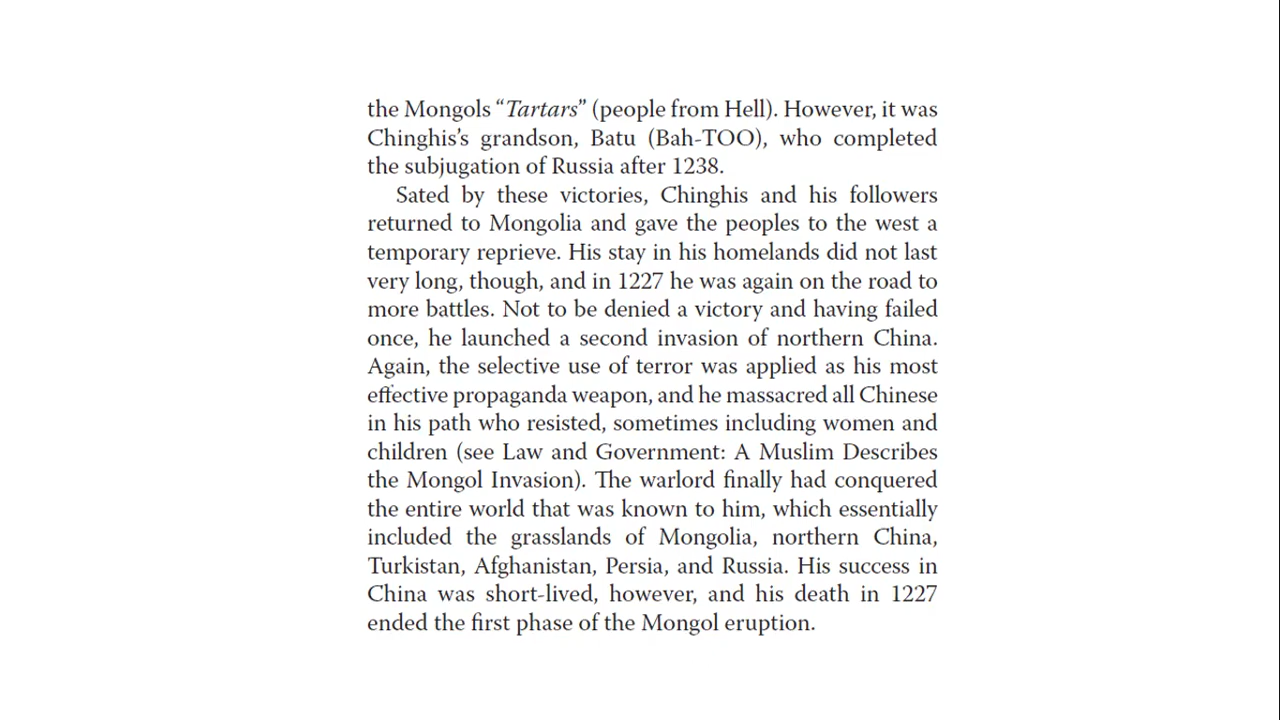 the Mongols “Tartars” (people from Hell). However, it was
Chinghis’s grandson, Batu (Bah-TOO), who completed
the subjugation of Russia after 1238.
Sated by these victories, Chinghis and his followers
returned to Mongolia and gave the peoples to the west a
temporary reprieve. His stay in his homelands did not last
very long, though, and in 1227 he was again on the road to
more battles. Not to be denied a victory and having failed
once, he launched a second invasion of northern China.
Again, the selective use of terror was applied as his most
effective propaganda weapon, and he massacred all Chinese
in his path who resisted, sometimes including women and
children (see Law and Government: A Muslim Describes
the Mongol Invasion). The warlord finally had conquered
the entire world that was known to him, which essentially
included the grasslands of Mongolia, northern China,
Turkistan, Afghanistan, Persia, and Russia. His success in
China was short-lived, however, and his death in 1227
ended the first phase of the Mongol eruption.